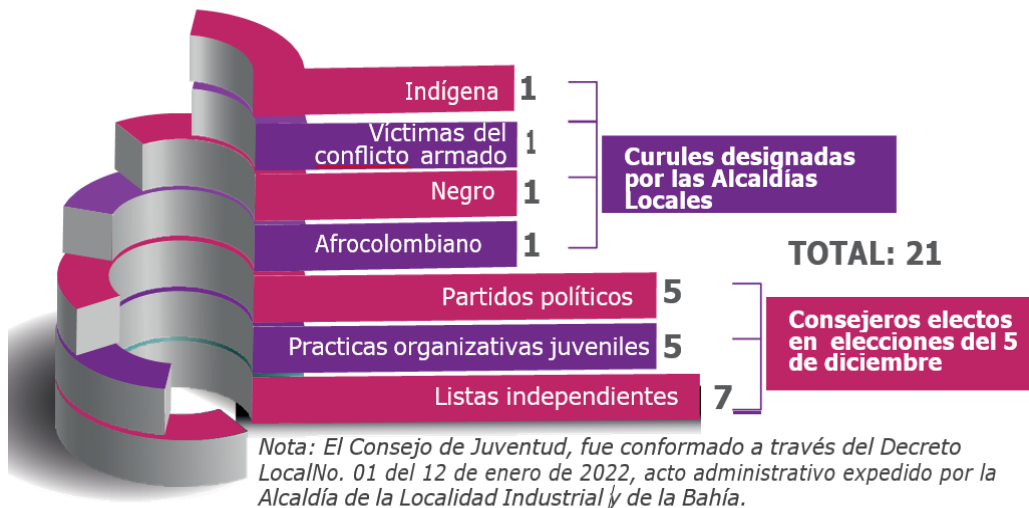 Indígena 1
Víctimas del
conflicto armado 1
Negro 1
Afrocolombiano 1
Curules designadas
por las Alcaldías
Locales
TOTAL: 21
Partidos políticos 5
Practicas organizativas juveniles 5
Listas independientes 7
Consejeros electos
en elecciones del 5
de diciembre
Nota: El Consejo de Juventud, fue conformado a través del Decreto
LocalNo. 01 del 12 de enero de 2022, acto administrativo expedido por la
Alcaldía de la Localidad Industrial y de la Bahía.